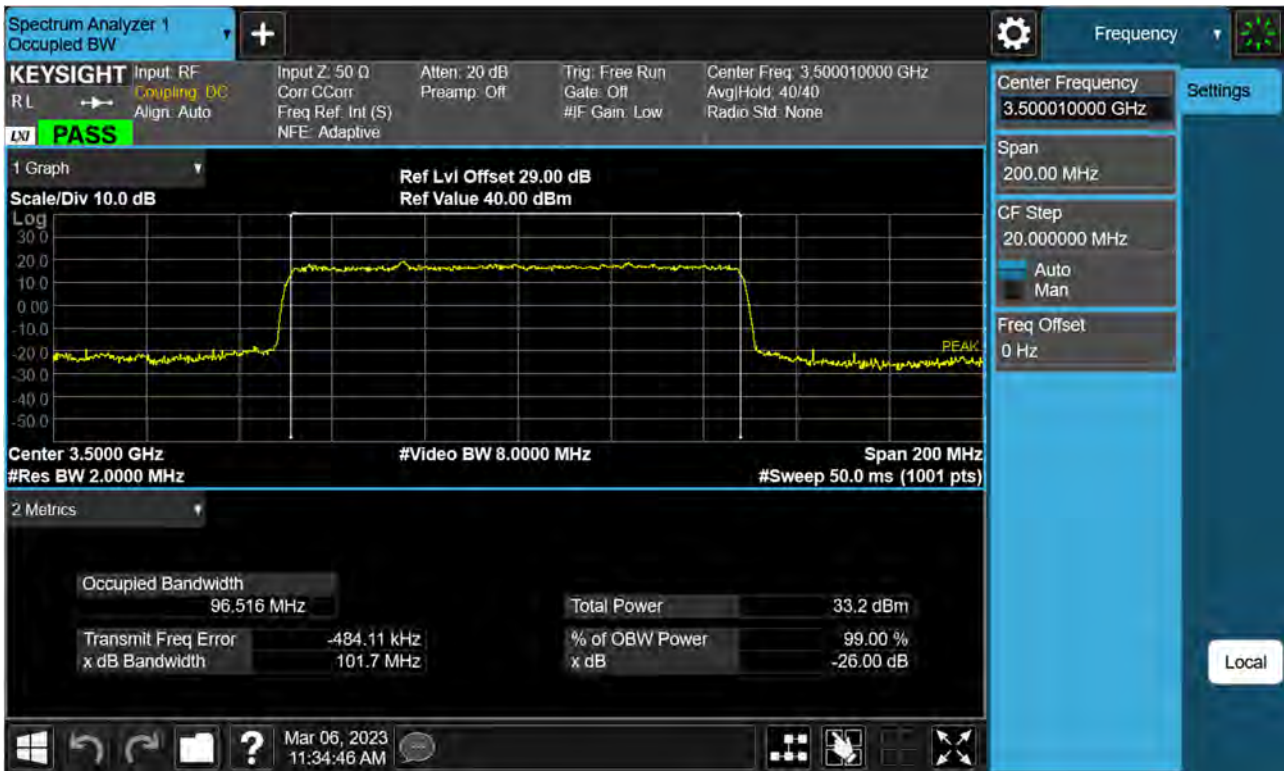 Spectrum Analyzer 1
Occupied BW
+
Frequency
KEYSIGHT
R L
LXI PASS
Input: RF
Coupling: DC
Align: Auto
Input Z: 50 Ω
Corr CCorr
Freq Ref: Int (S)
NFE: Adaptive
Atten: 20 dB
Preamp: Off
Trig: Free Run
Gate: Off
#IF Gain: Low
Center Freq: 3.500010000 GHz
Avg|Hold: 40/40
Radio Std: None
Center Frequency
3.500010000 GHz
Settings
Span
200.00 MHz
CF Step
20.000000 MHz
Auto
Man
Freq Offset
0 Hz
1 Graph
Scale/Div 10.0 dB
Ref Lvl Offset 29.00 dB
Ref Value 40.00 dBm
Log
30.0
20.0
10.0
0.00
-10.0
-20.0
-30.0
-40.0
-50.0
PEAK
Center 3.5000 GHz
#Res BW 2.0000 MHz
#Video BW 8.0000 MHz
Span 200 MHz
#Sweep 50.0 ms (1001 pts)
2 Metrics
Occupied Bandwidth
96.516 MHz
Total Power 33.2 dBm
Transmit Freq Error -484.11 kHz
% of OBW Power 99.00 %
x dB Bandwidth 101.7 MHz
x dB -26.00 dB
Local
?
Mar 06, 2023
11:34:46 AM